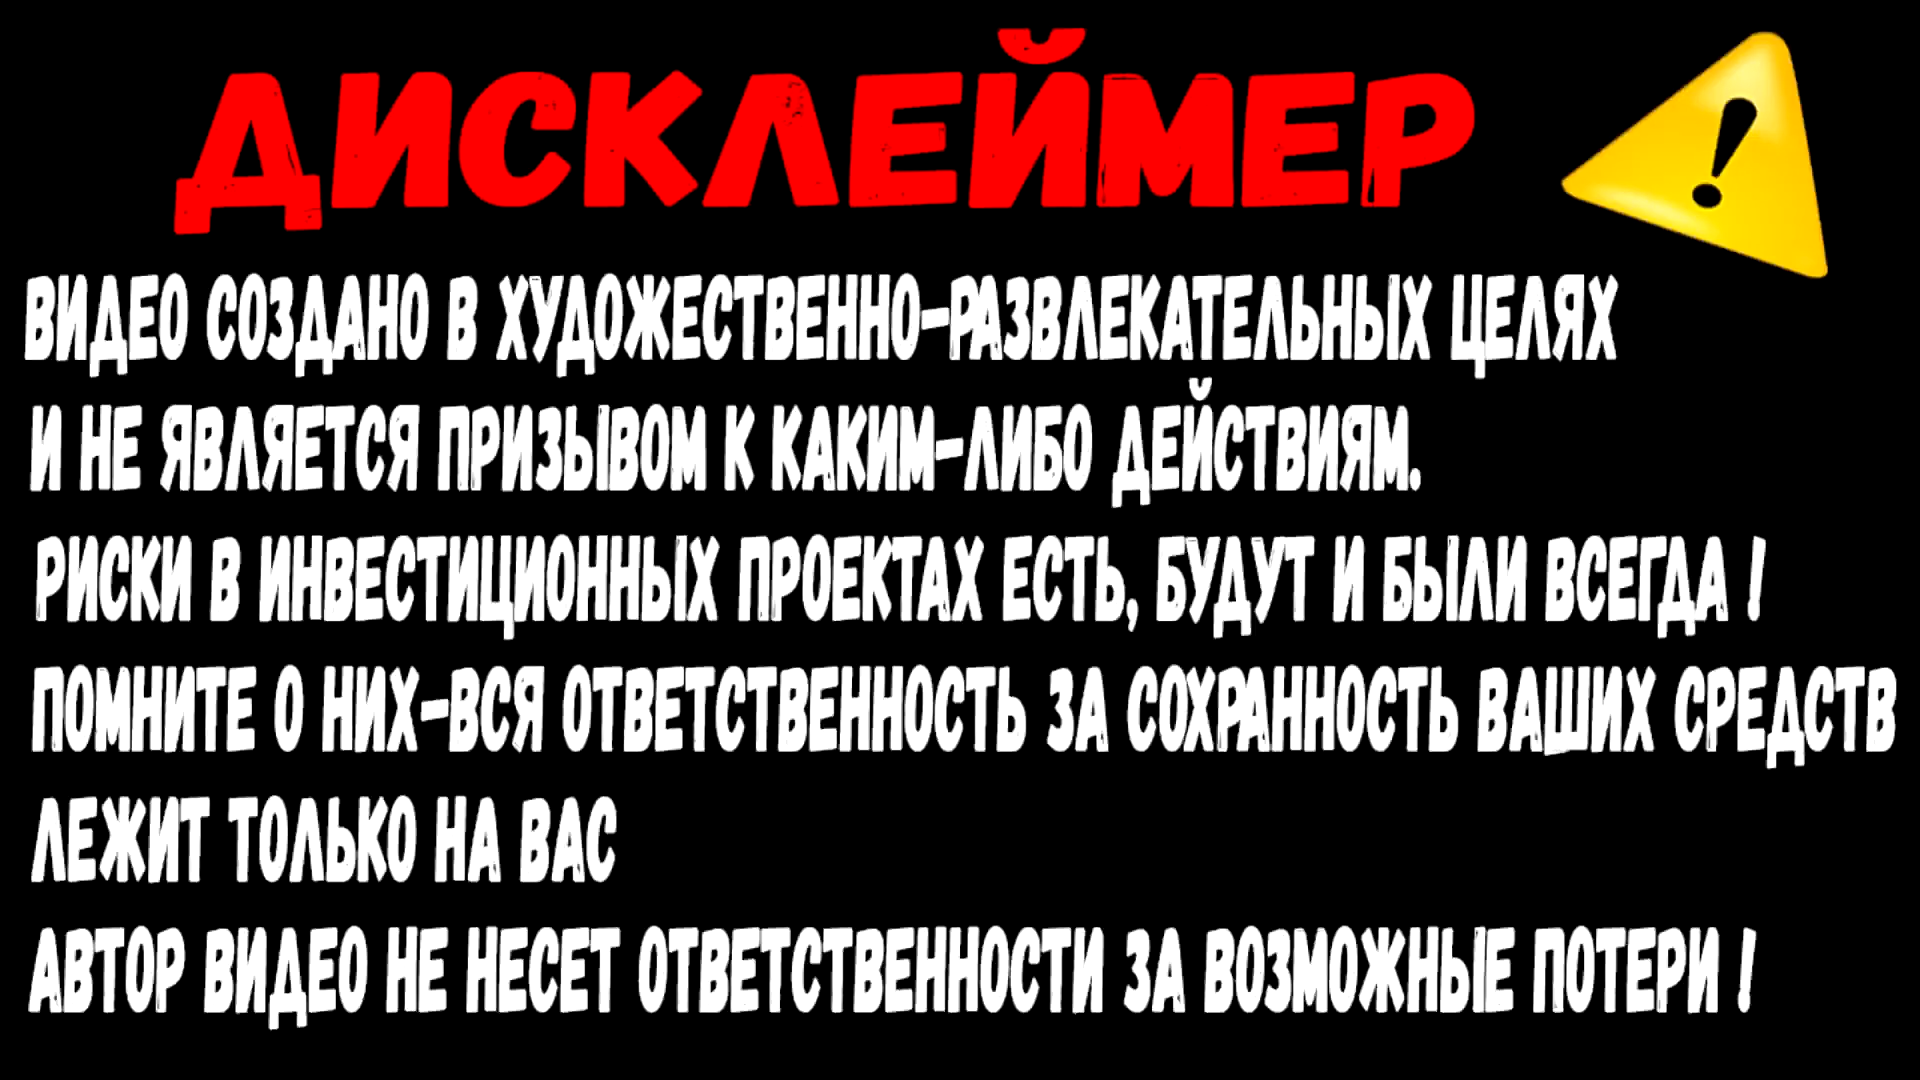 ДИСКЛЕЙМЕР
ВИДЕО СОЗДАНО В ХУДОЖЕСТВЕННО-РАЗВЛЕКАТЕЛЬНЫХ ЦЕЛЯХ
И НЕ ЯВЛЯЕТСЯ ПРИЗЫВОМ К КАКИМ-ЛИБО ДЕЙСТВИЯМ.
РИСКИ В ИНВЕСТИЦИОННЫХ ПРОЕКТАХ ЕСТЬ, БУДУТ И БЫЛИ ВСЕГДА !
ПОМНИТЕ О НИХ-ВСЯ ОТВЕТСТВЕННОСТЬ ЗА СОХРАННОСТЬ ВАШИХ СРЕДСТВ
ЛЕЖИТ ТОЛЬКО НА ВАС
АВТОР ВИДЕО НЕ НЕСЕТ ОТВЕТСТВЕННОСТИ ЗА ВОЗМОЖНЫЕ ПОТЕРИ !